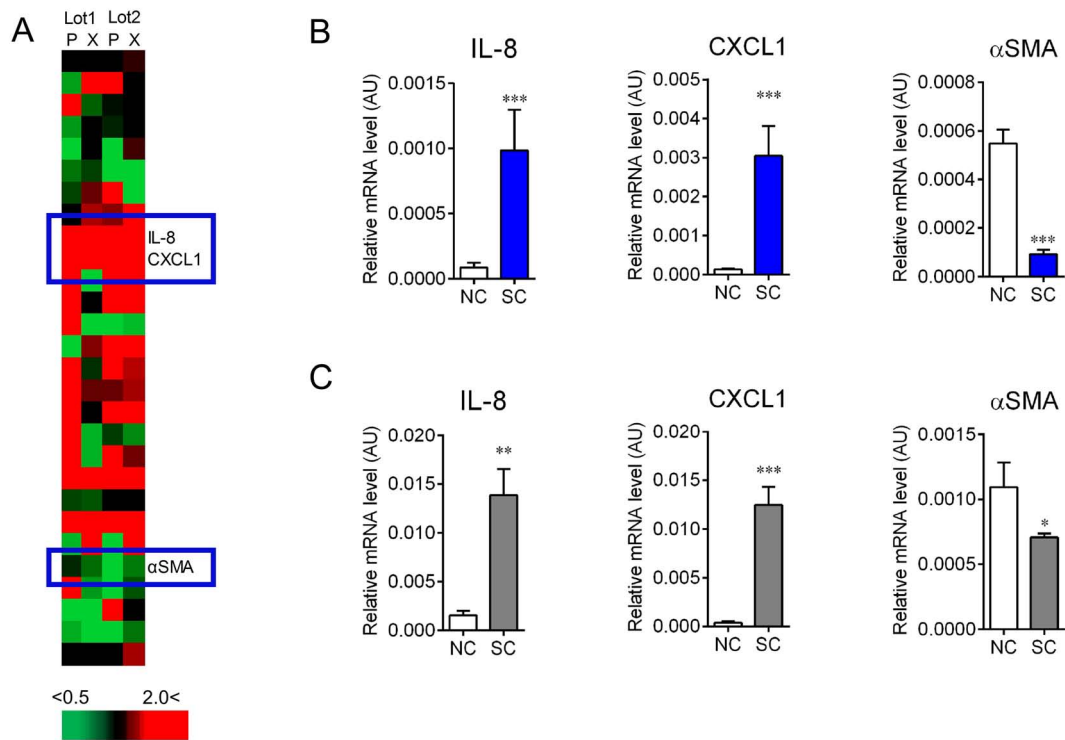 A
Lot1 Lot2
P X P X
IL-8
CXCL1
αSMA
<0.5 2.0<
B
IL-8
Relative mRNA level (AU)
0.0015
0.0010
0.0005
0.0000
***
NC SC
CXCL1
Relative mRNA level (AU)
0.005
0.004
0.003
0.002
0.001
0.000
***
NC SC
αSMA
Relative mRNA level (AU)
0.0008
0.0006
0.0004
0.0002
0.0000
***
NC SC
C
IL-8
Relative mRNA level (AU)
0.020
0.015
0.010
0.005
0.000
**
NC SC
CXCL1
Relative mRNA level (AU)
0.020
0.015
0.010
0.005
0.000
***
NC SC
αSMA
Relative mRNA level (AU)
0.0015
0.0010
0.0005
0.0000
*
NC SC